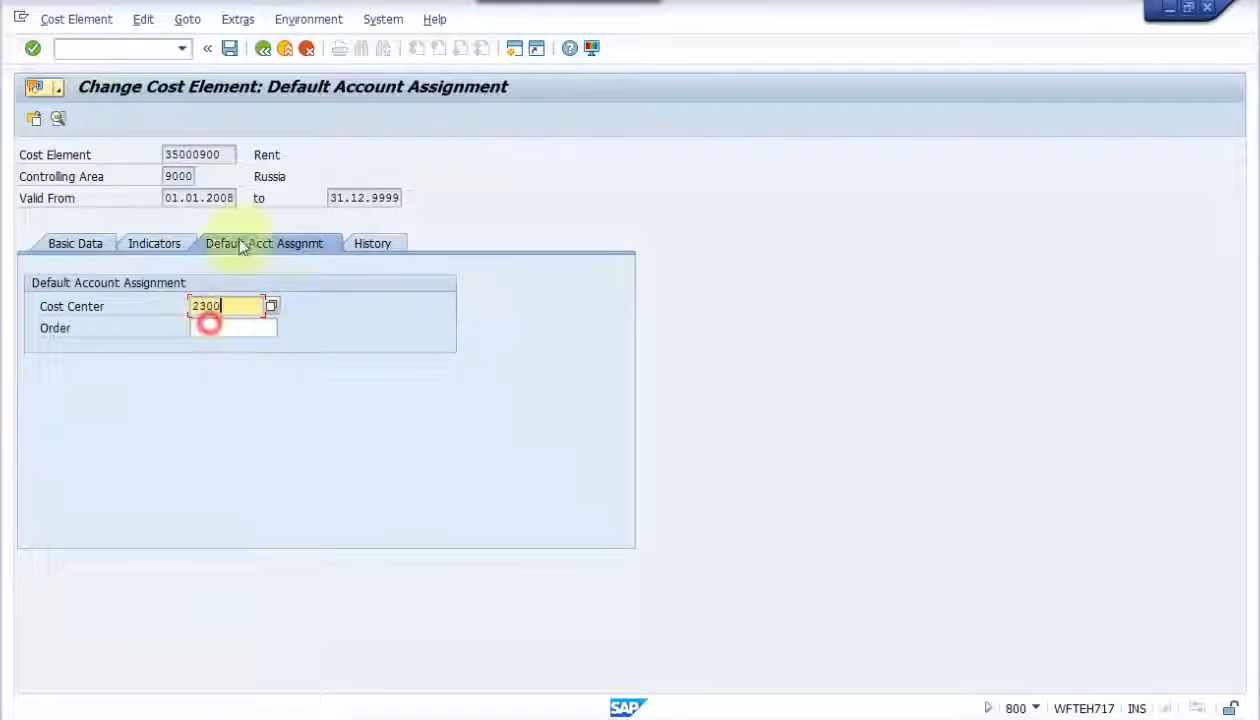 Cost Element Edit Goto Extras Environment System Help
Change Cost Element: Default Account Assignment
Cost Element 35000900 Rent
Controlling Area 9000 Russia
Valid From 01.01.2008 to 31.12.9999
Basic Data Indicators Default Acct Assgnmt History
Default Account Assignment
Cost Center 2300
Order
SAP 800 WFTEH717 INS